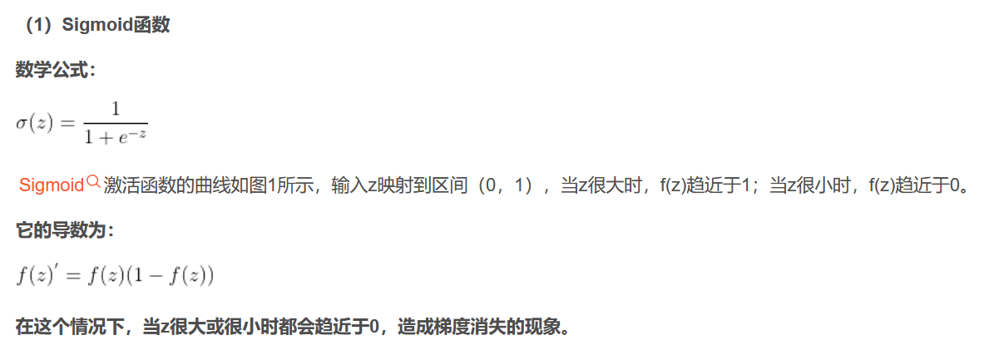 （1）Sigmoid函数
数学公式：
σ(z) = 1 / (1 + e^{-z})
Sigmoid激活函数的曲线如图1所示，输入z映射到区间（0，1），当z很大时，f(z)趋近于1；当z很小时，f(z)趋近于0。
它的导数为：
f(z)′ = f(z)(1 − f(z))
在这个情况下，当z很大或很小时都会趋近于0，造成梯度消失的现象。